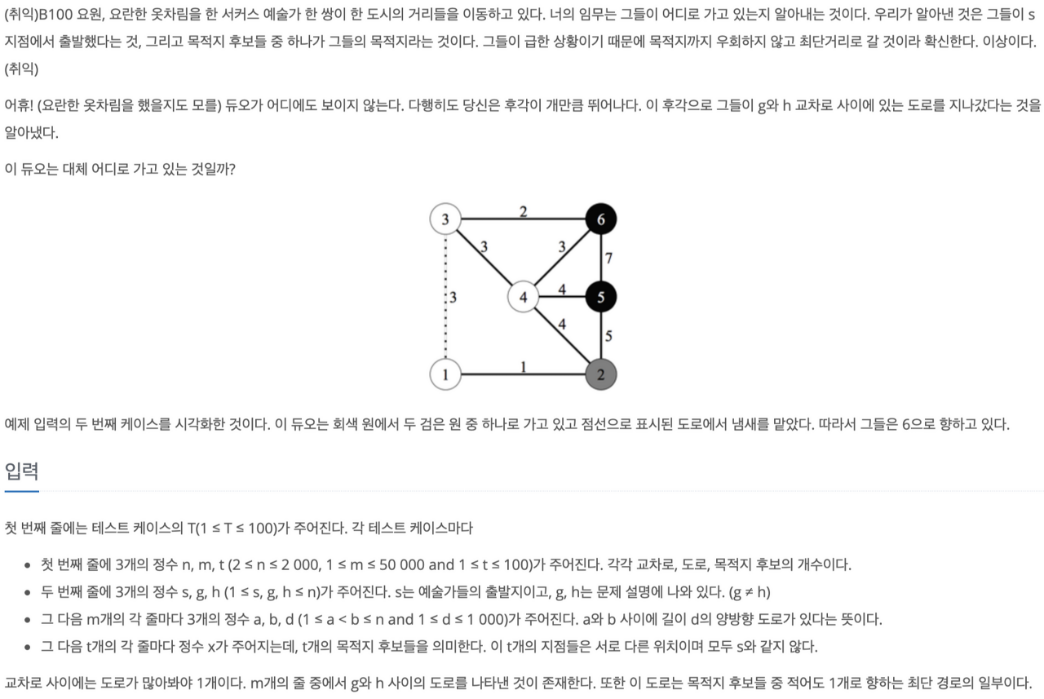 (취익)B100 요원, 요란한 옷차림을 한 서커스 예술가 한 쌍이 한 도시의 거리들을 이동하고 있다. 너의 임무는 그들이 어디로 가고 있는지 알아내는 것이다. 우리가 알아낸 것은 그들이 s
지점에서 출발했다는 것, 그리고 목적지 후보들 중 하나가 그들의 목적지라는 것이다. 그들이 급한 상황이기 때문에 목적지까지 우회하지 않고 최단거리로 갈 것이라 확신한다. 이상이다.
(취익)
어휴! (요란한 옷차림을 했을지도 모를) 듀오가 어디에도 보이지 않는다. 다행히도 당신은 후각이 개만큼 뛰어나다. 이 후각으로 그들이 g와 h 교차로 사이에 있는 도로를 지나갔다는 것을
알아냈다.
이 듀오는 대체 어디로 가고 있는 것일까?
3 2 6
3 3 7
3 4 4 5
4 5
1 1 2
예제 입력의 두 번째 케이스를 시각화한 것이다. 이 듀오는 회색 원에서 두 검은 원 중 하나로 가고 있고 점선으로 표시된 도로에서 냄새를 맡았다. 따라서 그들은 6으로 향하고 있다.
입력
첫 번째 줄에는 테스트 케이스의 T(1 ≤ T ≤ 100)가 주어진다. 각 테스트 케이스마다
• 첫 번째 줄에 3개의 정수 n, m, t (2 ≤ n ≤ 2 000, 1 ≤ m ≤ 50 000 and 1 ≤ t ≤ 100)가 주어진다. 각각 교차로, 도로, 목적지 후보의 개수이다.
• 두 번째 줄에 3개의 정수 s, g, h (1 ≤ s, g, h ≤ n)가 주어진다. s는 예술가들의 출발지이고, g, h는 문제 설명에 나와 있다. (g ≠ h)
• 그 다음 m개의 각 줄마다 3개의 정수 a, b, d (1 ≤ a < b ≤ n and 1 ≤ d ≤ 1 000)가 주어진다. a와 b 사이에 길이 d의 양방향 도로가 있다는 뜻이다.
• 그 다음 t개의 각 줄마다 정수 x가 주어지는데, t개의 목적지 후보들을 의미한다. 이 t개의 지점들은 서로 다른 위치이며 모두 s와 같지 않다.
교차로 사이에는 도로가 많아봐야 1개이다. m개의 줄 중에서 g와 h 사이의 도로를 나타낸 것이 존재한다. 또한 이 도로는 목적지 후보들 중 적어도 1개로 향하는 최단 경로의 일부이다.